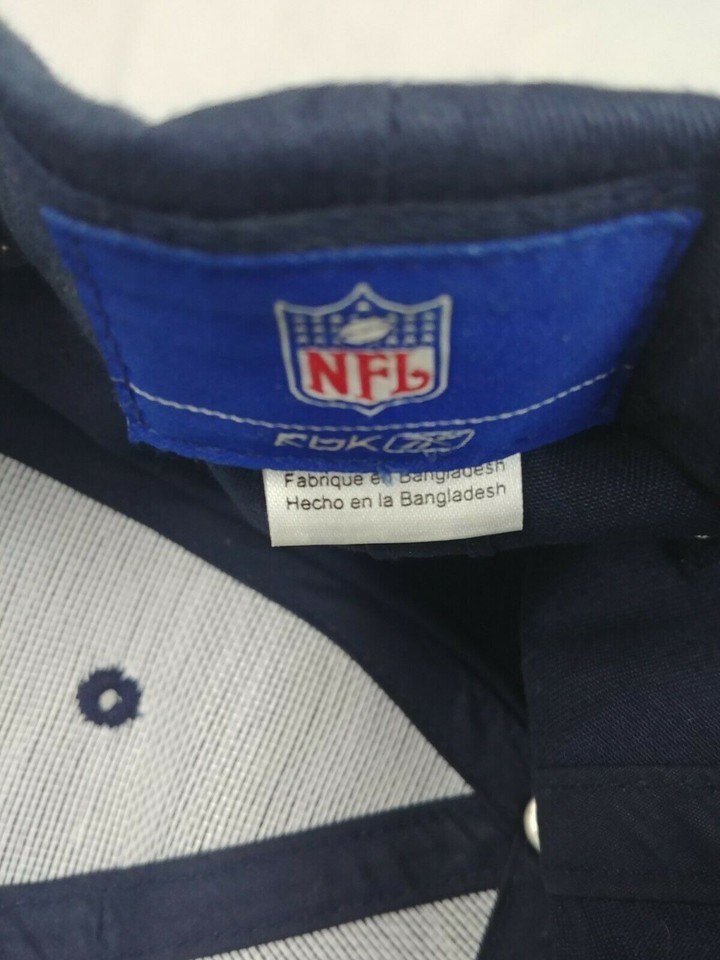 NFL
RBK
Fabrique en Bangladesh
Hecho en la Bangladesh